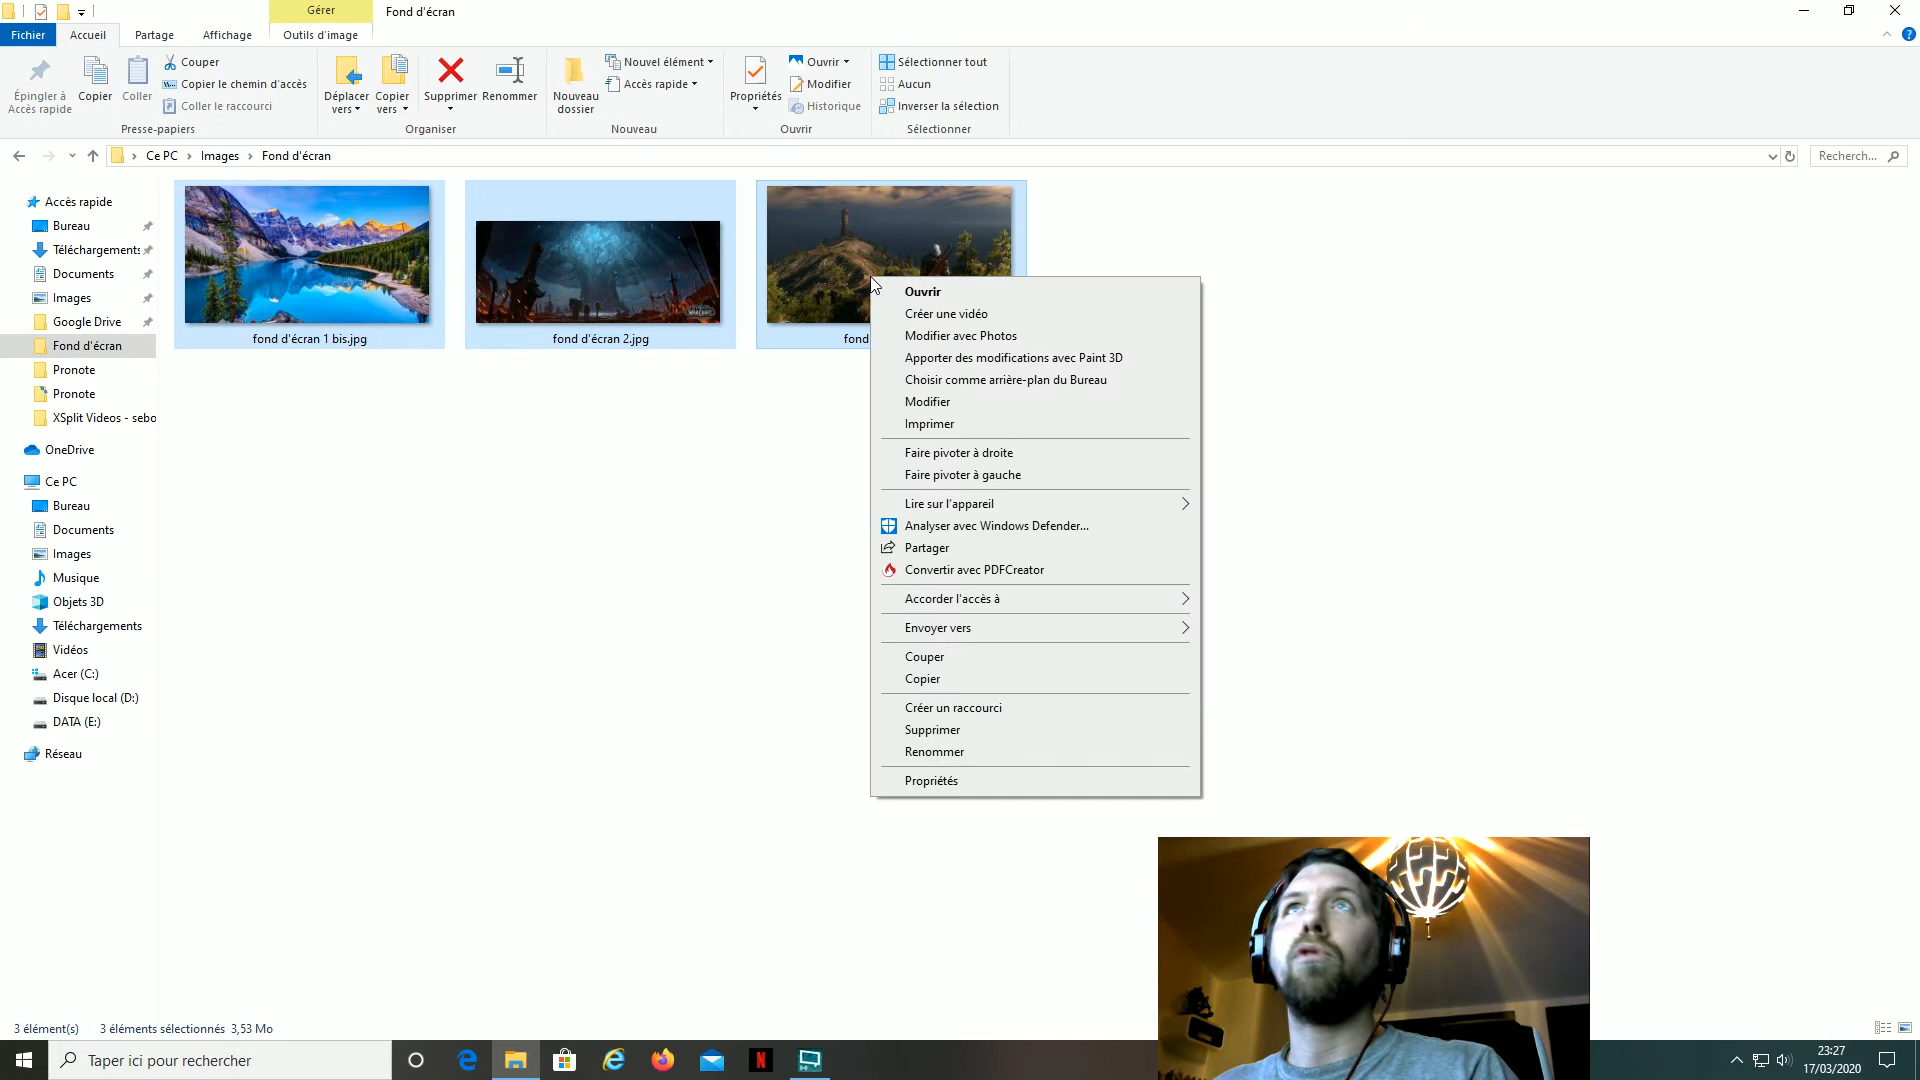 Gérer
Fond d'écran
Fichier
Accueil
Partage
Affichage
Outils d'image
Épingler à
Accès rapide
Copier
Coller
Couper
Copier le chemin d'accès
Coller le raccourci
Presse-papiers
Déplacer
vers
Copier
vers
Supprimer
Renommer
Organiser
Nouveau
dossier
Nouvel élément
Accès rapide
Nouveau
Propriétés
Ouvrir
Modifier
Historique
Ouvrir
Sélectionner tout
Aucun
Inverser la sélection
Sélectionner
Ce PC
Images
Fond d'écran
Recherch...
Accès rapide
Bureau
Téléchargements
Documents
Images
Google Drive
Fond d'écran
Pronote
Pronote
XSplit Videos - sebo
OneDrive
Ce PC
Bureau
Documents
Images
Musique
Objets 3D
Téléchargements
Vidéos
Acer (C:)
Disque local (D:)
DATA (E:)
Réseau
fond d'écran 1 bis.jpg
fond d'écran 2.jpg
fond
Ouvrir
Créer une vidéo
Modifier avec Photos
Apporter des modifications avec Paint 3D
Choisir comme arrière-plan du Bureau
Modifier
Imprimer
Faire pivoter à droite
Faire pivoter à gauche
Lire sur l'appareil
Analyser avec Windows Defender...
Partager
Convertir avec PDFCreator
Accorder l'accès à
Envoyer vers
Couper
Copier
Créer un raccourci
Supprimer
Renommer
Propriétés
3 élément(s)
3 éléments sélectionnés 3,53 Mo
Taper ici pour rechercher
23:27
17/03/2020